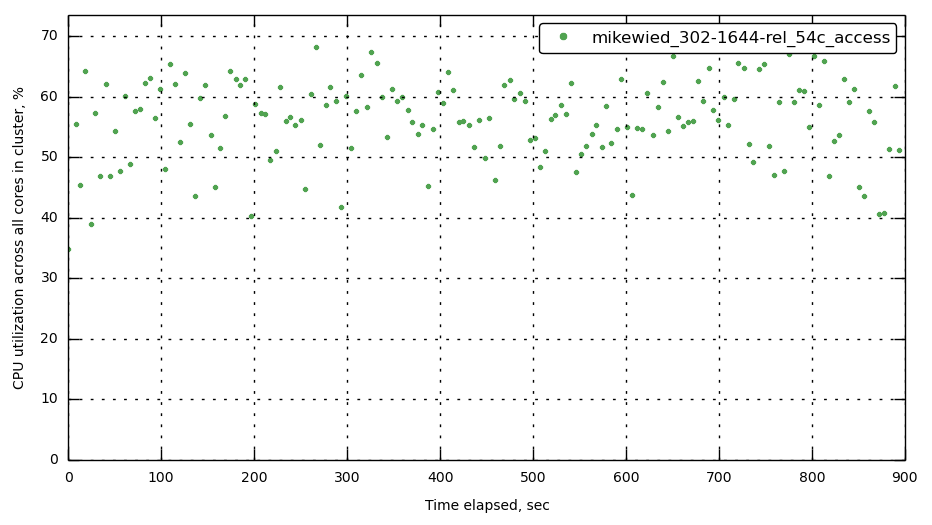 mikewied_302-1644-rel_54c_access
CPU utilization across all cores in cluster, %
70
60
50
40
30
20
10
0
0 100 200 300 400 500 600 700 800 900
Time elapsed, sec